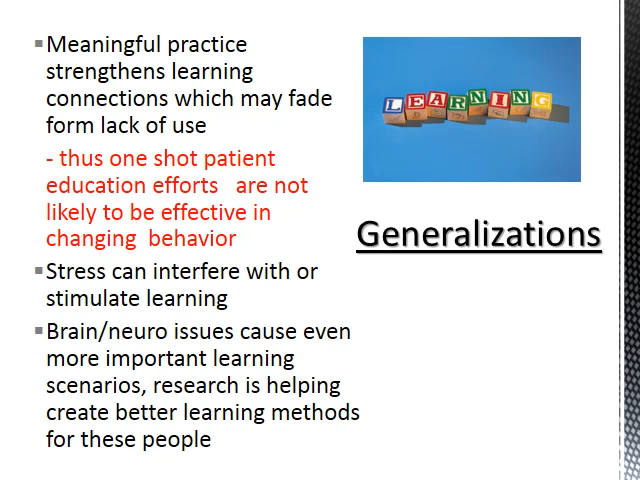 Meaningful practice
strengthens learning
connections which may fade
form lack of use
- thus one shot patient
education efforts are not
likely to be effective in
changing behavior
Stress can interfere with or
stimulate learning
Brain/neuro issues cause even
more important learning
scenarios, research is helping
create better learning methods
for these people
LEARNING
Generalizations